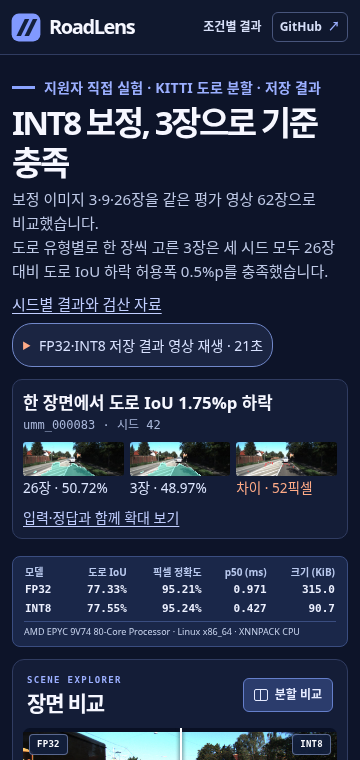 RoadLens
조건별 결과
GitHub ↗
지원자 직접 실험 · KITTI 도로 분할 · 저장 결과
INT8 보정, 3장으로 기준
충족
보정 이미지 3·9·26장을 같은 평가 영상 62장으로
비교했습니다.
도로 유형별로 한 장씩 고른 3장은 세 시드 모두 26장
대비 도로 IoU 하락 허용폭 0.5%p를 충족했습니다.
시드별 결과와 검산 자료
▶ FP32·INT8 저장 결과 영상 재생 · 21초
한 장면에서 도로 IoU 1.75%p 하락
umm_000083 · 시드 42
26장 · 50.72%
3장 · 48.97%
차이 · 52픽셀
입력·정답과 함께 확대 보기
모델 도로 IoU 픽셀 정확도 p50 (ms) 크기 (KiB)
FP32 77.33% 95.21% 0.971 315.0
INT8 77.55% 95.24% 0.427 90.7
AMD EPYC 9V74 80-Core Processor · Linux x86_64 · XNNPACK CPU
SCENE EXPLORER
장면 비교
분할 비교
FP32
INT8